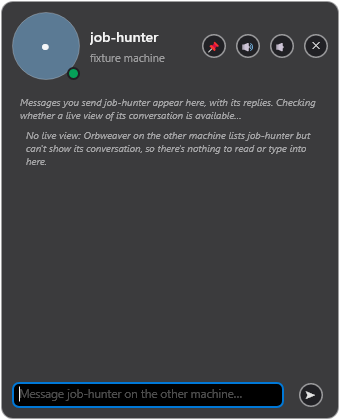 job-hunter
fixture machine
Messages you send job-hunter appear here, with its replies. Checking
whether a live view of its conversation is available...
No live view: Orbweaver on the other machine lists job-hunter but
can't show its conversation, so there's nothing to read or type into
here.
Message job-hunter on the other machine...